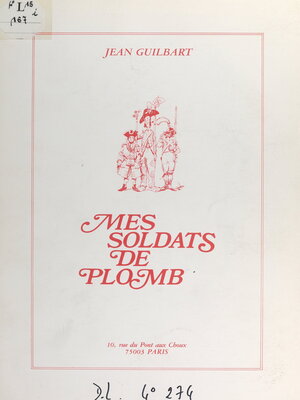 JEAN GUILBART
MES
SOLDATS
DE
PLOMB
10, rue du Pont aux Choux
75003 PARIS
D.L. 4° 274